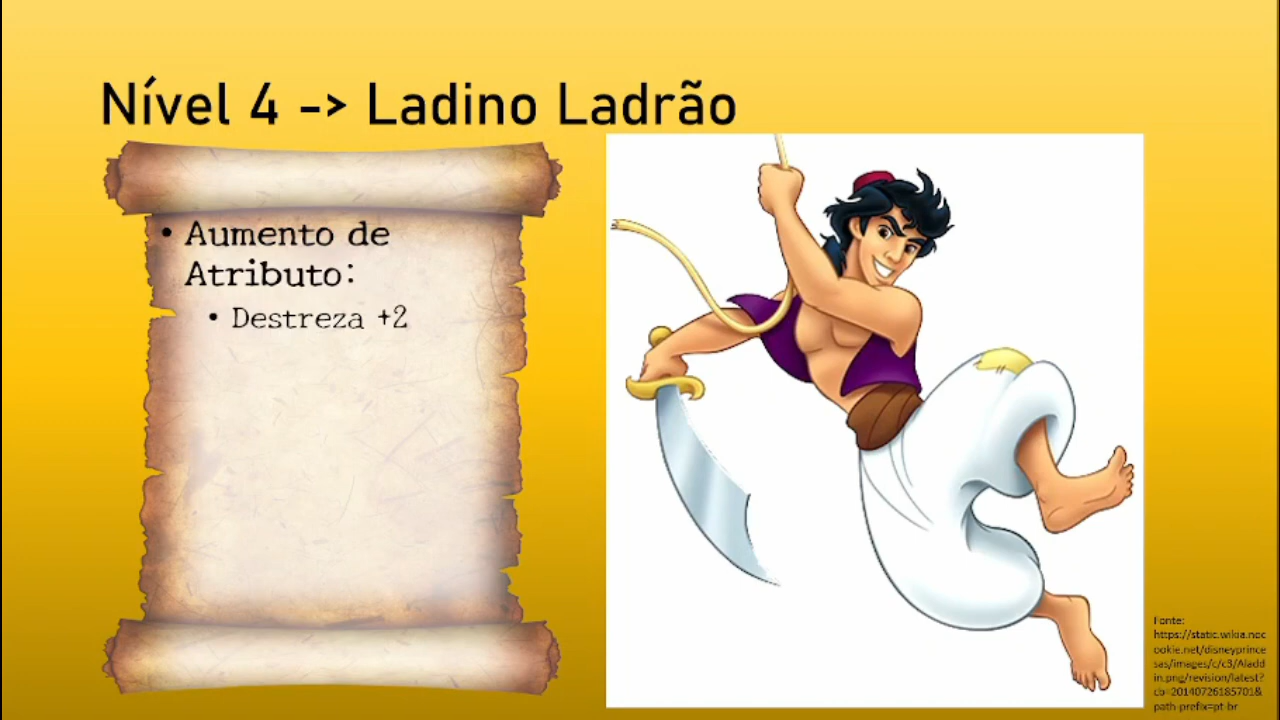 Nível 4 -> Ladino Ladrão
• Aumento de
Atributo:
• Destreza +2
Fonte:
https://static.wikia.noc
ookie.net/disneyprince
sas/images/c/c3/Aladd
in.png/revision/latest?
cb=20140726185701&
path-prefix=pt-br